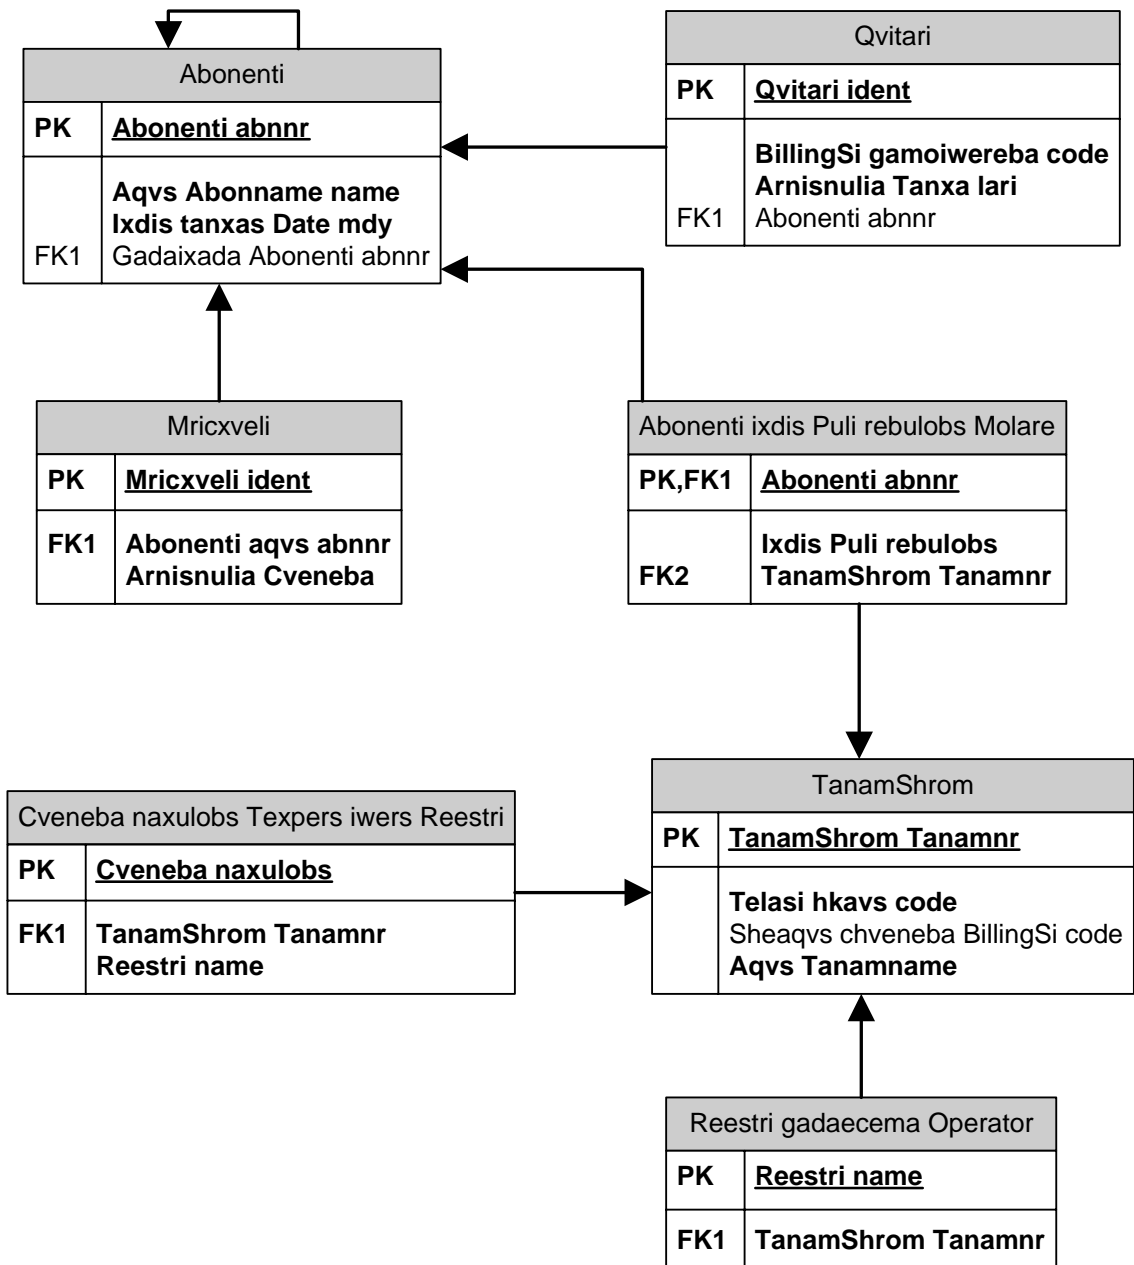 Abonenti
PK Abonenti abnnr
Aqvs Abonname name
Ixdis tanxas Date mdy
FK1 Gadaixada Abonenti abnnr
Qvitari
PK Qvitari ident
BillingSi gamoiwereba code
Arnisnulia Tanxa lari
FK1 Abonenti abnnr
Mricxveli
PK Mricxveli ident
FK1 Abonenti aqvs abnnr
Arnisnulia Cveneba
Abonenti ixdis Puli rebulobs Molare
PK,FK1 Abonenti abnnr
Ixdis Puli rebulobs
FK2 TanamShrom Tanamnr
Cveneba naxulobs Texpers iwers Reestri
PK Cveneba naxulobs
FK1 TanamShrom Tanamnr
Reestri name
TanamShrom
PK TanamShrom Tanamnr
Telasi hkavs code
Sheaqvs chveneba BillingSi code
Aqvs Tanamname
Reestri gadaecema Operator
PK Reestri name
FK1 TanamShrom Tanamnr